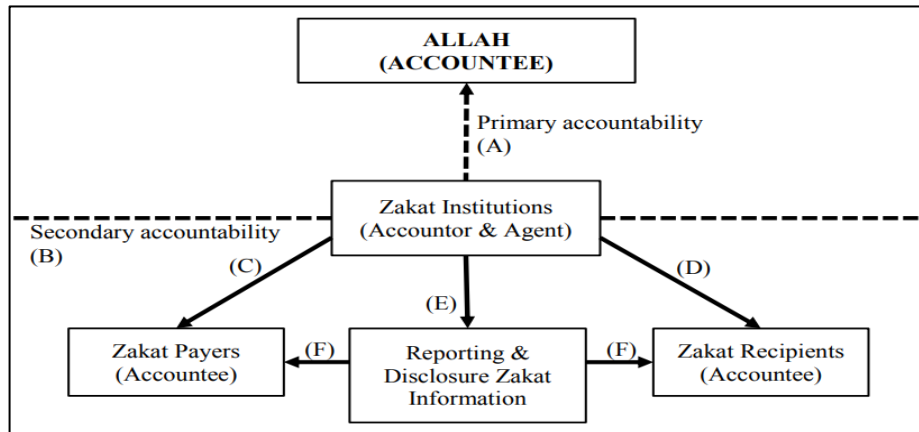 ALLAH
(ACCOUNTEE)
Primary accountability
(A)
Zakat Institutions
(Accountor & Agent)
Secondary accountability
(B)
(C)
(D)
(E)
Zakat Payers
(Accountee)
(F)
Reporting &
Disclosure Zakat
Information
(F)
Zakat Recipients
(Accountee)